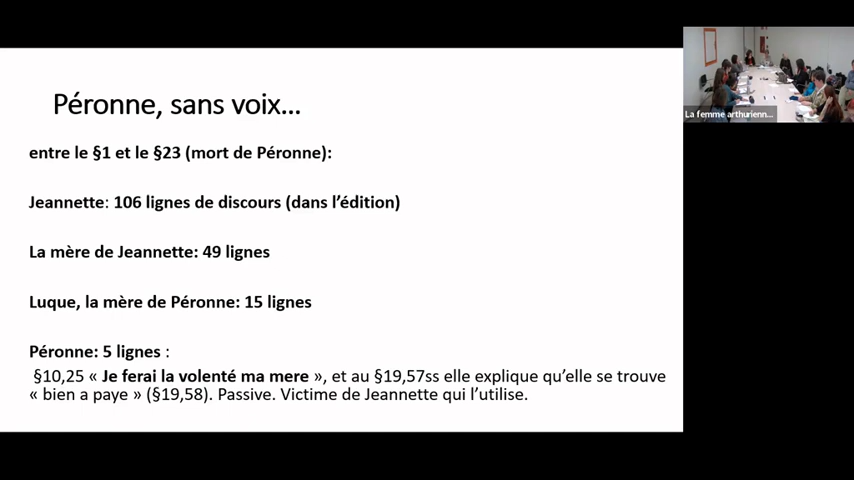 Péronne, sans voix...
entre le §1 et le §23 (mort de Péronne):
Jeannette: 106 lignes de discours (dans l’édition)
La mère de Jeannette: 49 lignes
Luque, la mère de Péronne: 15 lignes
Péronne: 5 lignes :
§10,25 « Je ferai la volenté ma mere », et au §19,57ss elle explique qu’elle se trouve
« bien a paye » (§19,58). Passive. Victime de Jeannette qui l’utilise.
La femme arthurienn...